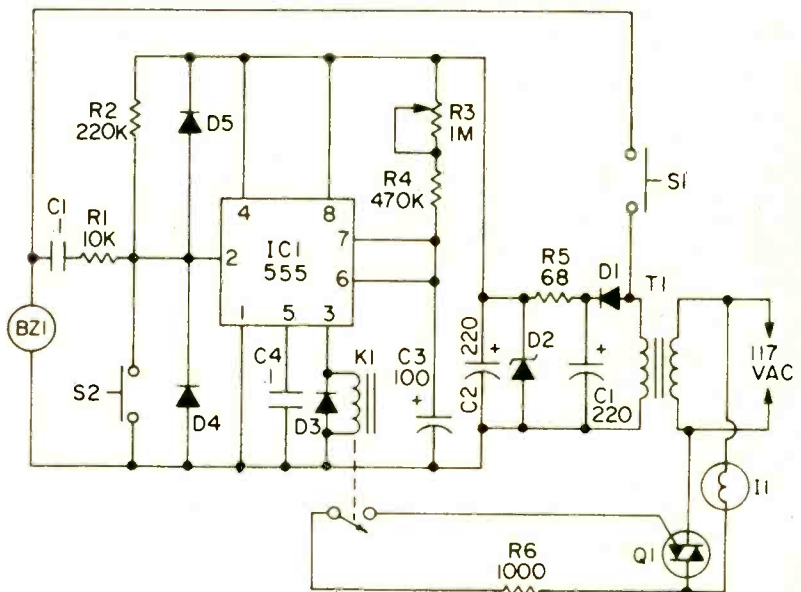 R2
220K
D5
R3
1M
R4
470K
S1
C1
.1
R1
10K
4
8
7
2
IC1
555
6
1
5
3
R5
68
D1
T1
BZ1
S2
D4
C4
.1
D3
K1
C3
100
+
220
+
C2
D2
+
C1
220
117
VAC
I1
R6
1000
Q1